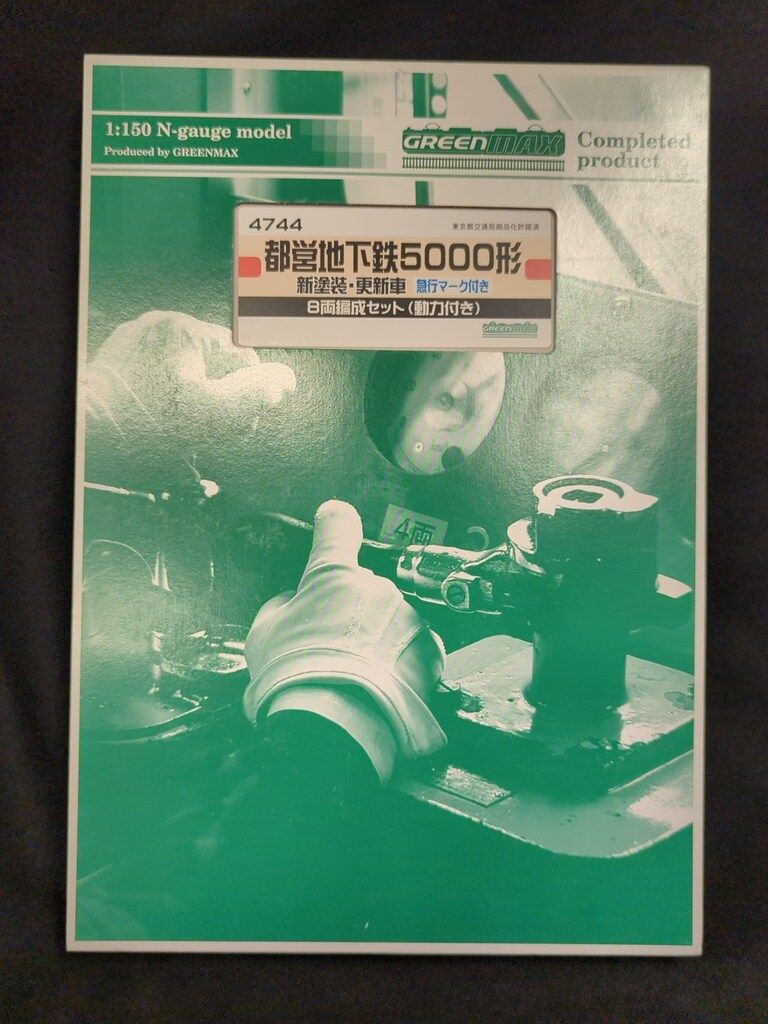 1:150 N-gauge model
Produced by GREENMAX
GREENMAX
Completed
product
4744
東京都交通局商品化許諾済
都営地下鉄5000形
新塗装・更新車 急行マーク付き
8両編成セット(動力付き)
GREENMAX
4両